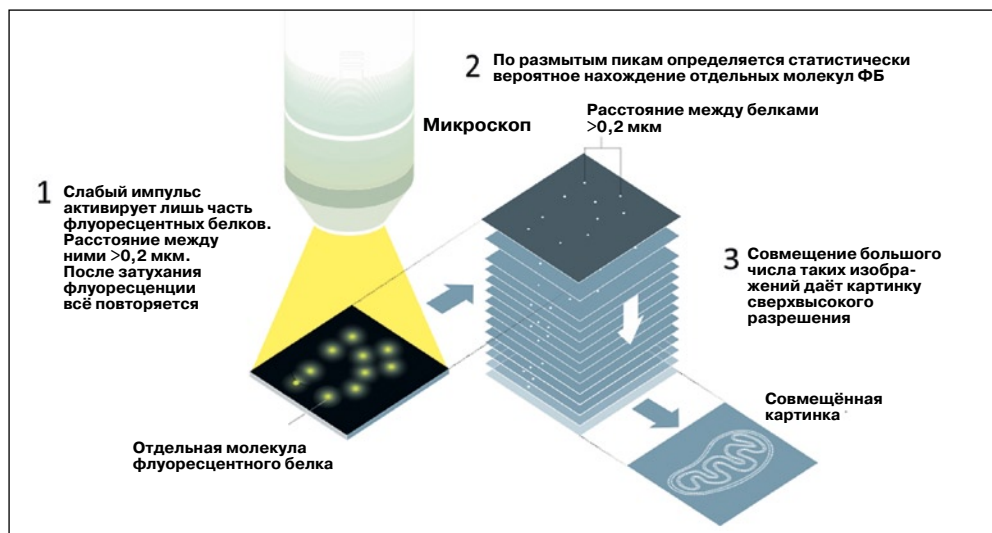 1 Слабый импульс
активирует лишь часть
флуоресцентных белков.
Расстояние между
ними >0,2 мкм.
После затухания
флуоресценции
всё повторяется
Микроскоп
Отдельная молекула
флуоресцентного белка
2 По размытым пикам определяется статистически
вероятное нахождение отдельных молекул ФБ
Расстояние между белками
>0,2 мкм
3 Совмещение большого
числа таких изобра-
жений даёт картинку
сверхвысокого
разрешения
Совмещённая
картинка